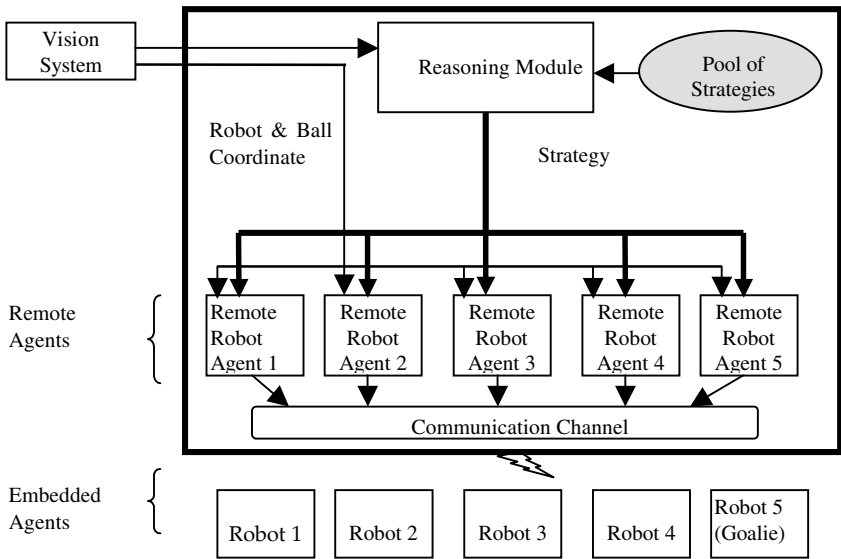 Vision
System
Reasoning Module
Pool of
Strategies
Robot & Ball
Coordinate
Strategy
Remote
Agents
Remote
Robot
Agent 1
Remote
Robot
Agent 2
Remote
Robot
Agent 3
Remote
Robot
Agent 4
Remote
Robot
Agent 5
Communication Channel
Embedded
Agents
Robot 1
Robot 2
Robot 3
Robot 4
Robot 5
(Goalie)